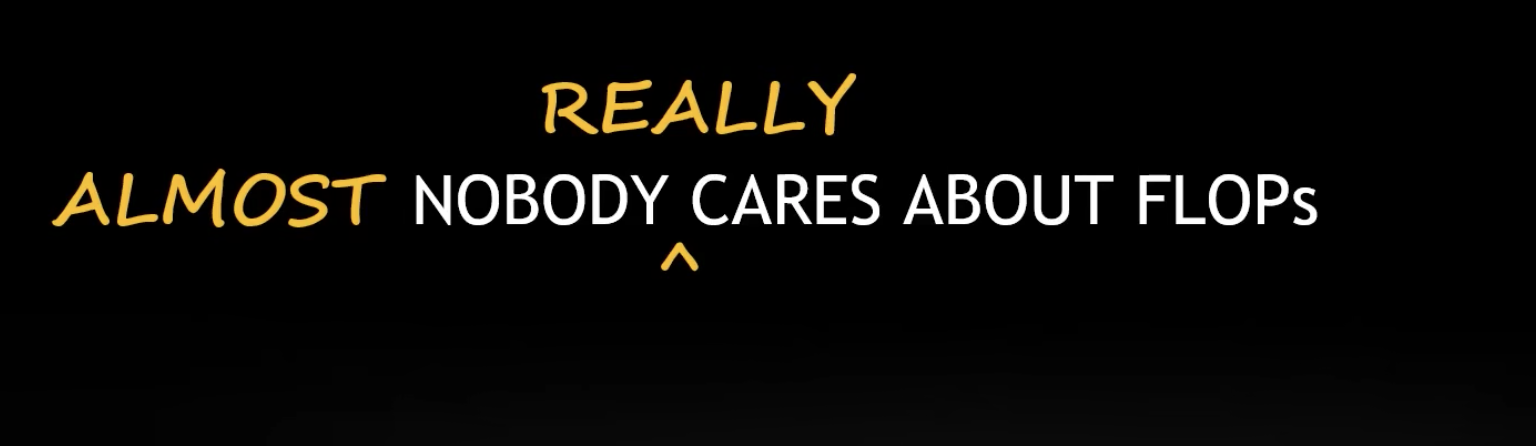 REALLY
ALMOST NOBODY CARES ABOUT FLOPs
^